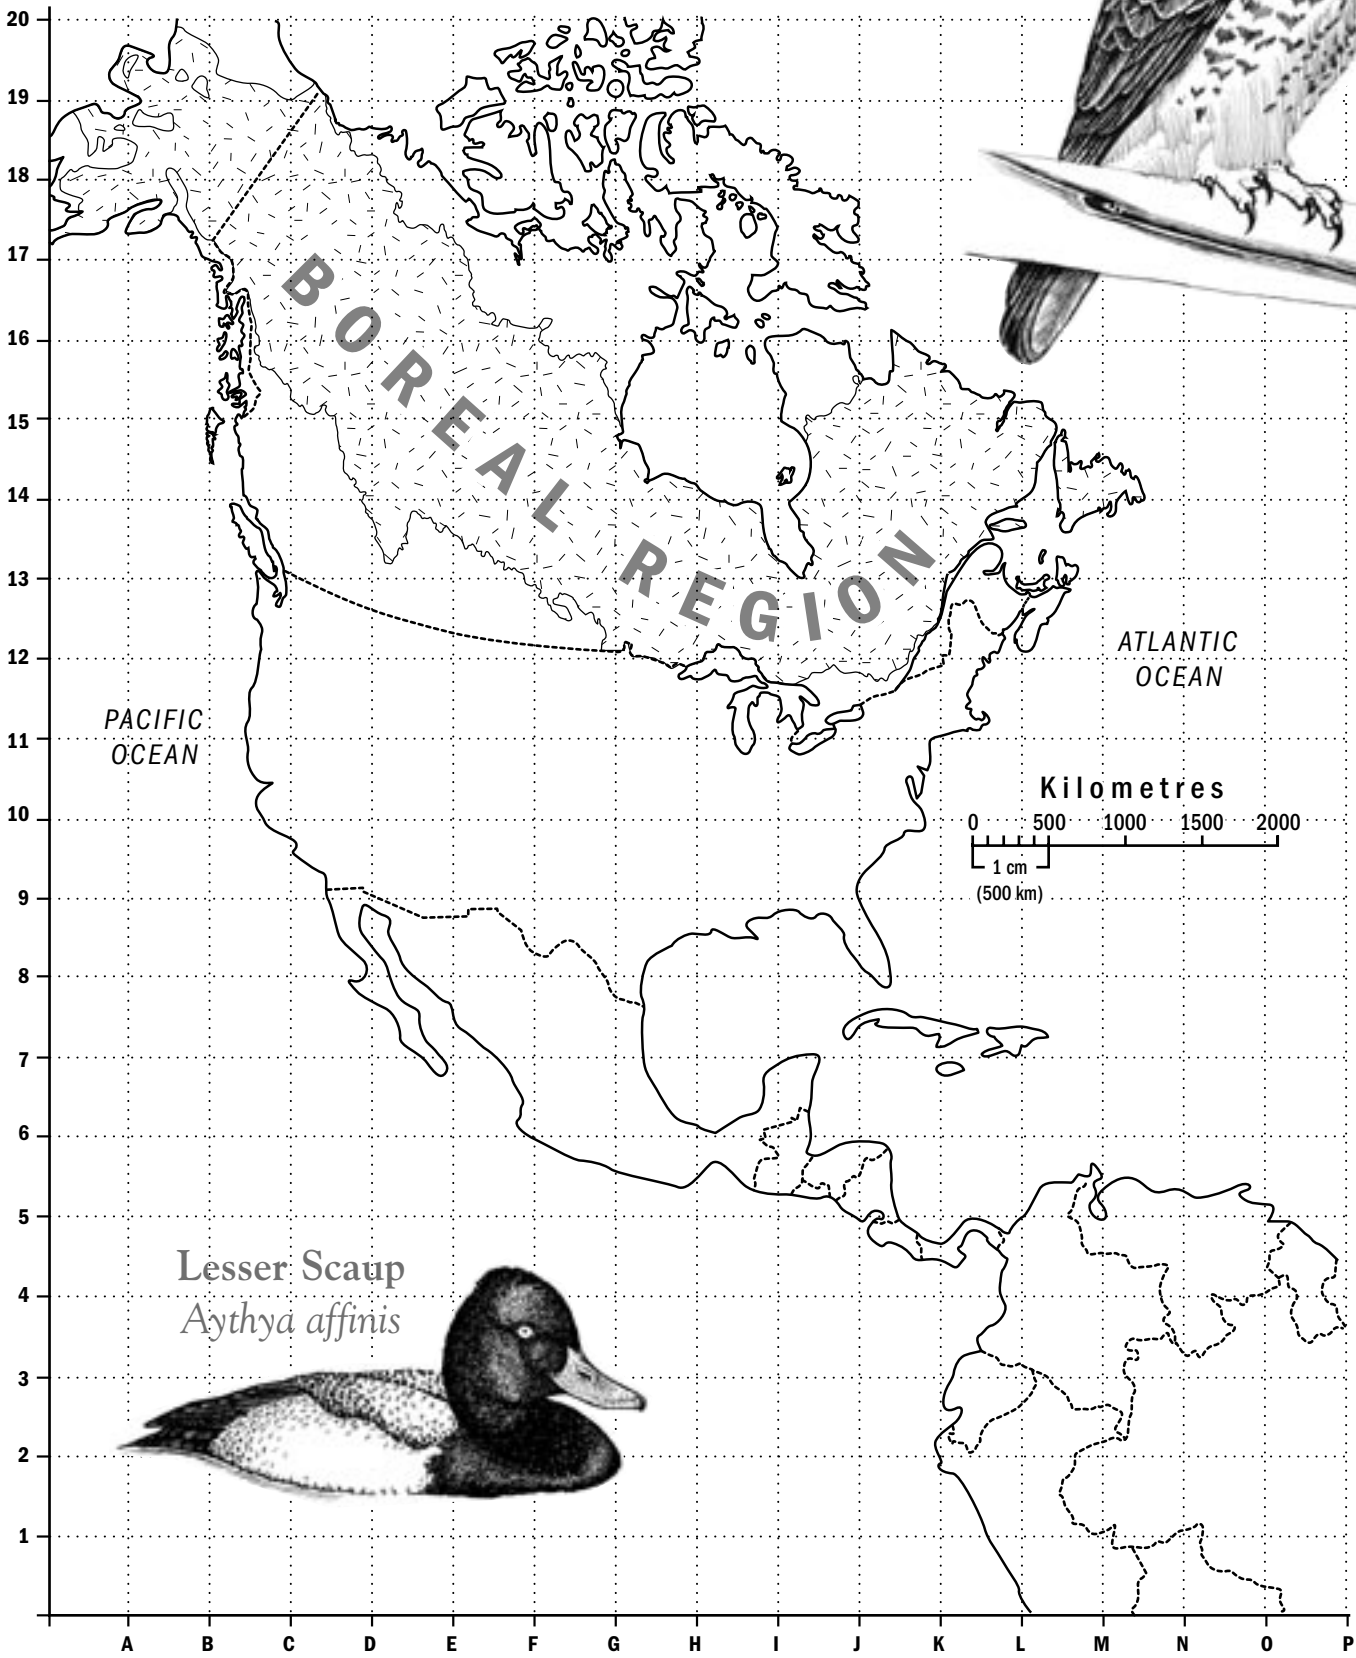 20
19
18
17
16
15
14
13
12
11
10
9
8
7
6
5
4
3
2
1
BOREAL REGION
PACIFIC
OCEAN
ATLANTIC
OCEAN
Kilometres
0 500 1000 1500 2000
1 cm
(500 km)
Lesser Scaup
Aythya affinis
A B C D E F G H I J K L M N O P